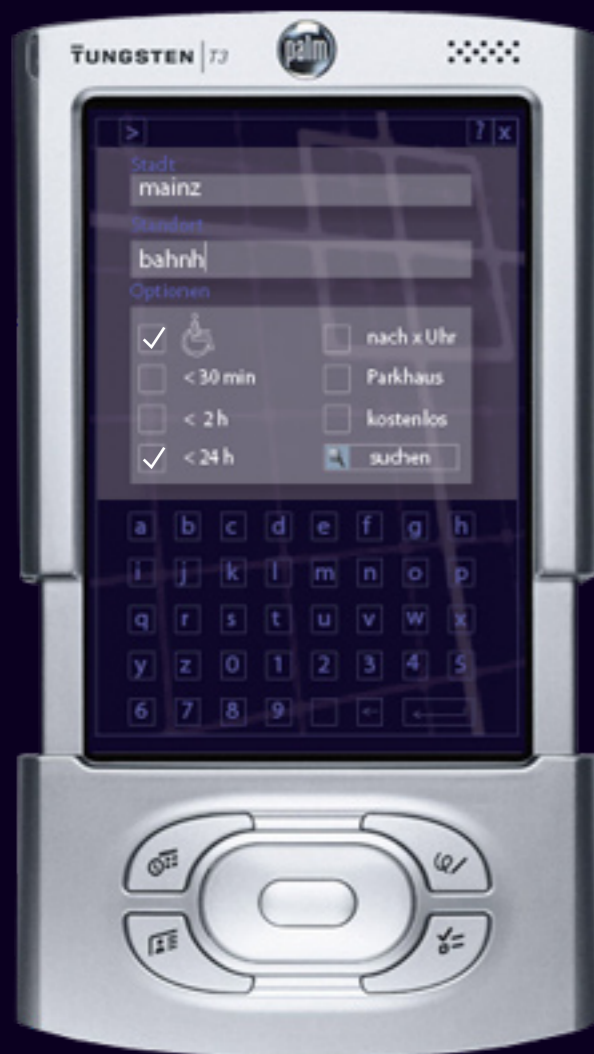 TUNGSTEN | T3
palm
> ? x
Stadt
mainz
Standort
bahnh
Optionen
nach x Uhr
< 30 min Parkhaus
< 2 h kostenlos
< 24 h suchen
a b c d e f g h
i j k l m n o p
q r s t u v w x
y z 0 1 2 3 4 5
6 7 8 9 <-